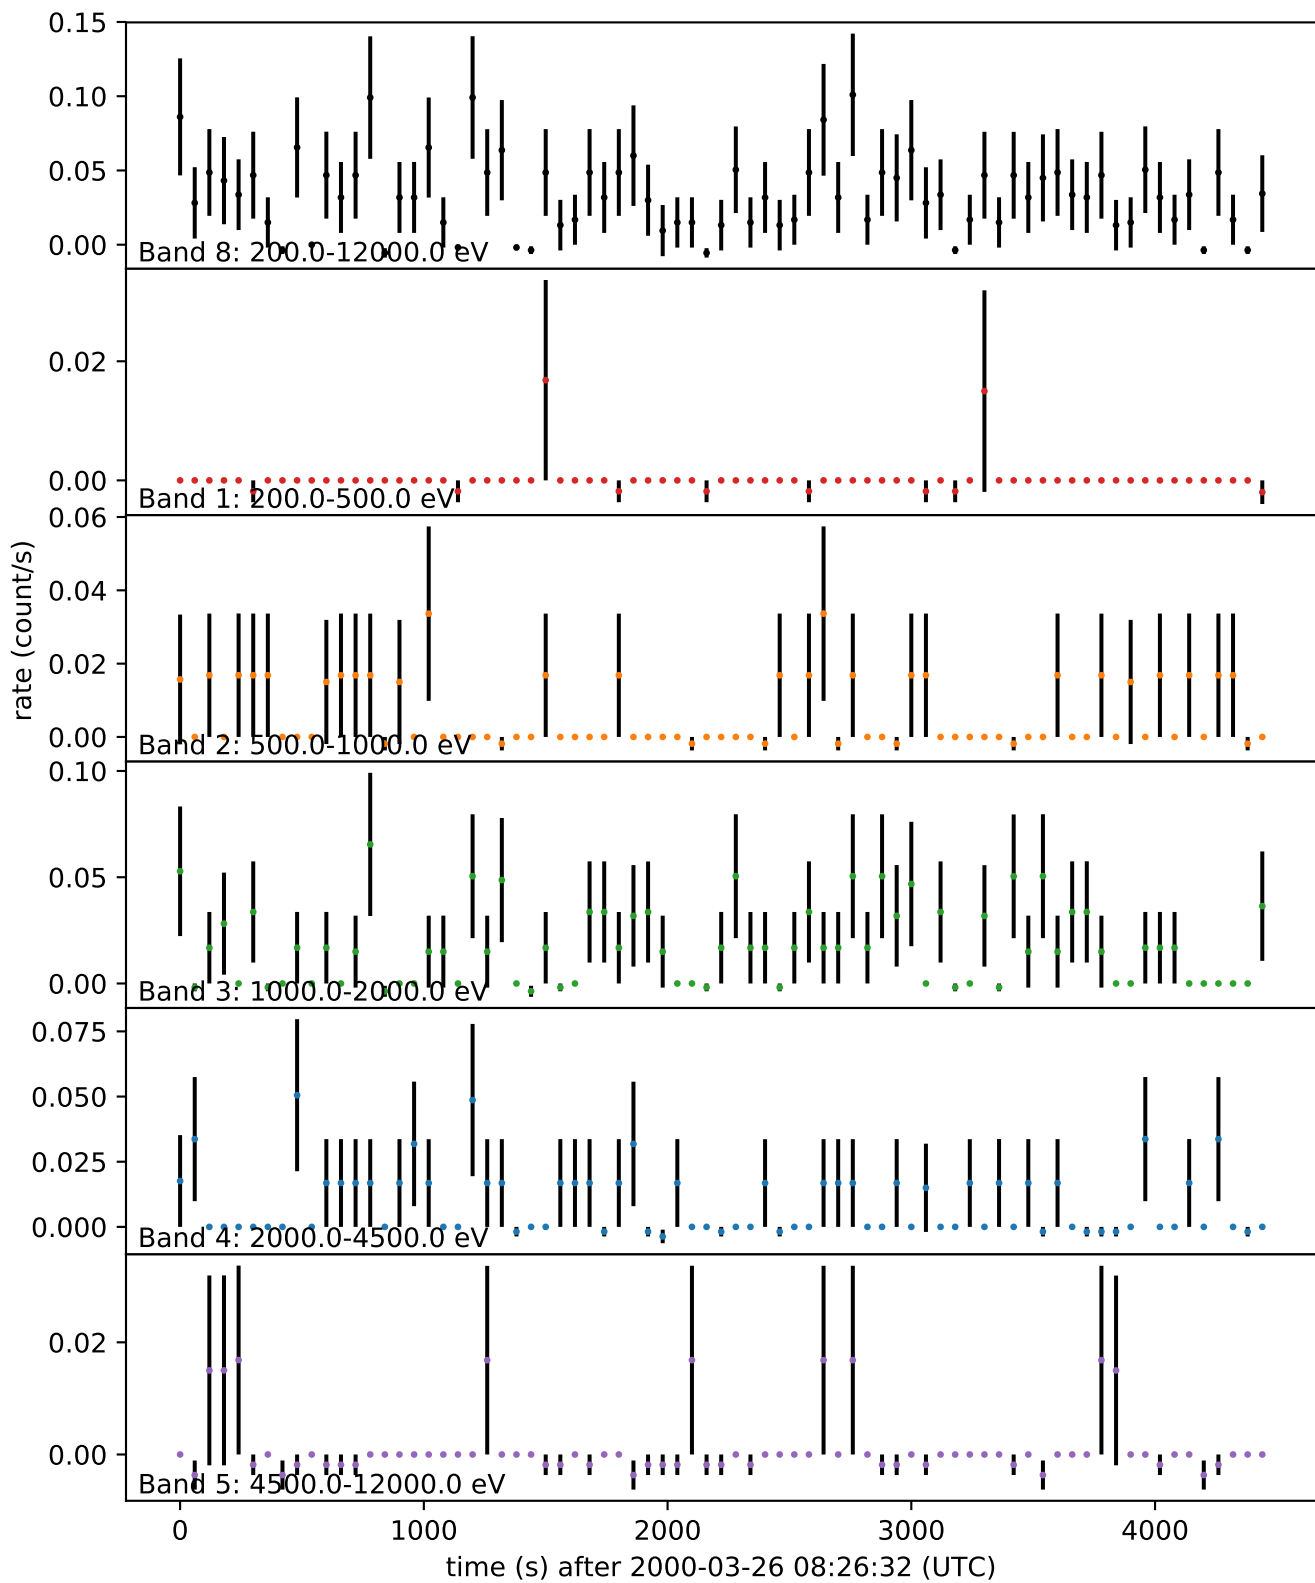 0.15
0.10
0.05
0.00
Band 8: 200.0-12000.0 eV
0.02
0.00
Band 1: 200.0-500.0 eV
0.06
0.04
0.02
0.00
Band 2: 500.0-1000.0 eV
rate (count/s)
0.10
0.05
0.00
Band 3: 1000.0-2000.0 eV
0.075
0.050
0.025
0.000
Band 4: 2000.0-4500.0 eV
0.02
0.00
Band 5: 4500.0-12000.0 eV
0 1000 2000 3000 4000
time (s) after 2000-03-26 08:26:32 (UTC)